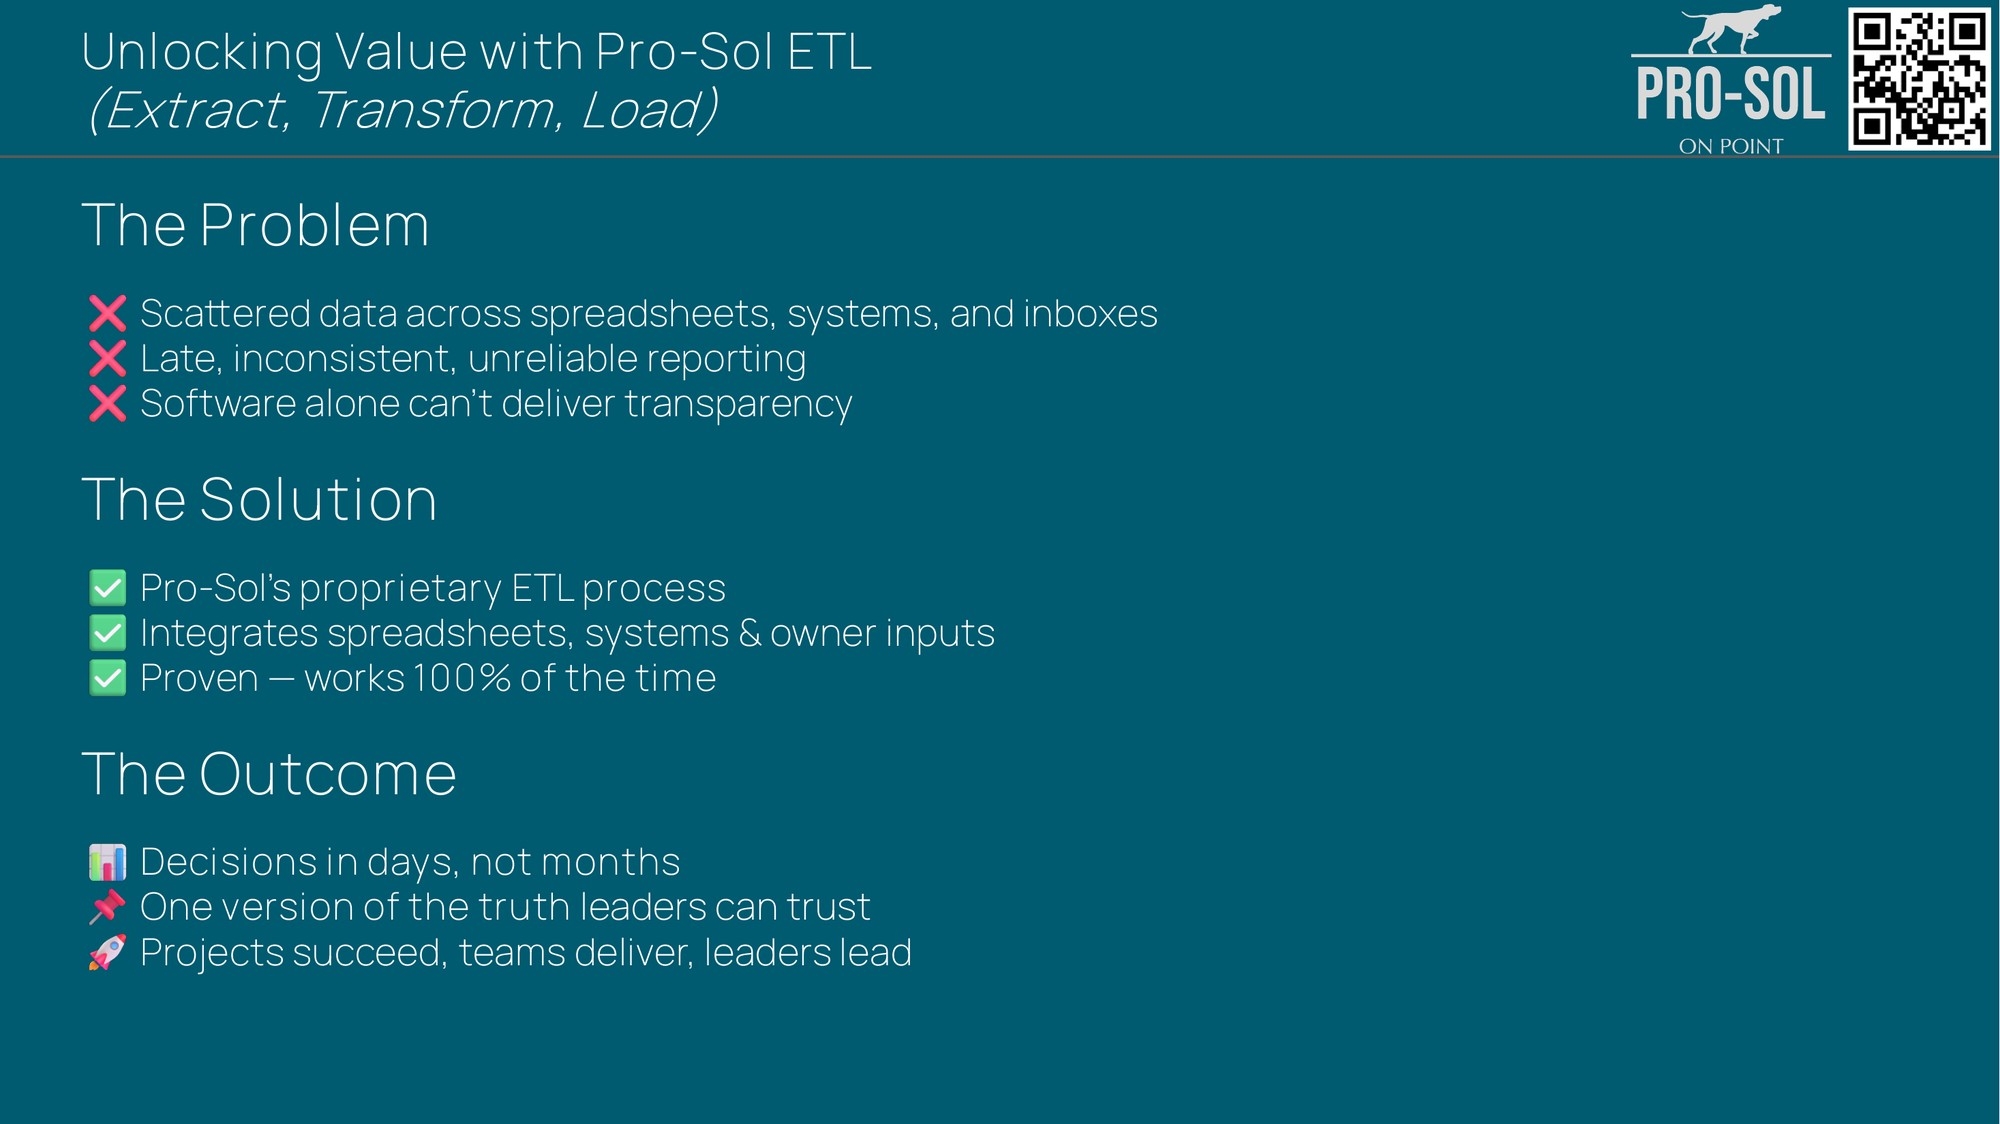 Unlocking Value with Pro-Sol ETL
(Extract, Transform, Load)
PRO-SOL
ON POINT
The Problem
❌ Scattered data across spreadsheets, systems, and inboxes
❌ Late, inconsistent, unreliable reporting
❌ Software alone can’t deliver transparency
The Solution
✅ Pro-Sol’s proprietary ETL process
✅ Integrates spreadsheets, systems & owner inputs
✅ Proven — works 100% of the time
The Outcome
📊 Decisions in days, not months
📌 One version of the truth leaders can trust
🚀 Projects succeed, teams deliver, leaders lead